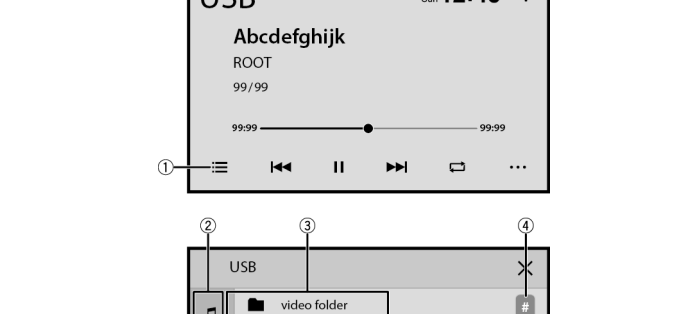 USB
Abcdefghijk
ROOT
99/99
99:99 99:99
①
② ③ ④
USB
video folder #